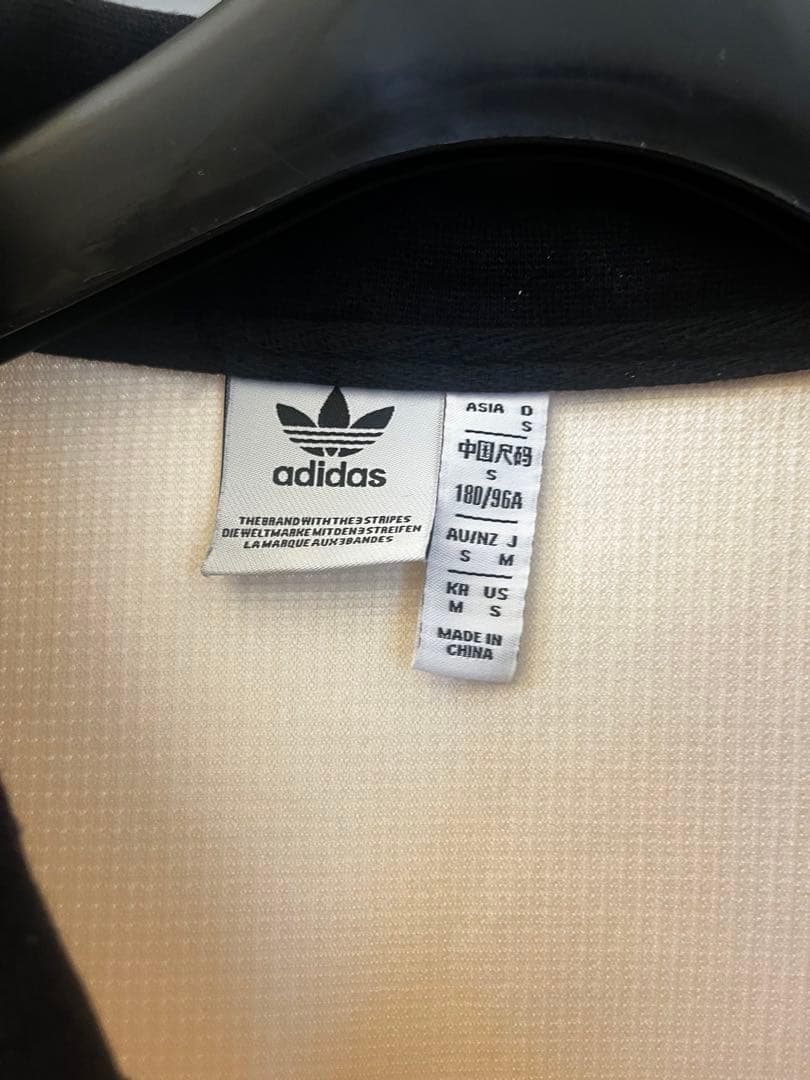 adidas
THE BRAND WITH THE 3 STRIPES
DIE WELTMARKE MIT DEN 3 STREIFEN
LA MARQUE AUX 3 BANDES
ASIA D
S
中国尺码
S
180/96A
AU/NZ J
S M
KR US
M S
MADE IN
CHINA